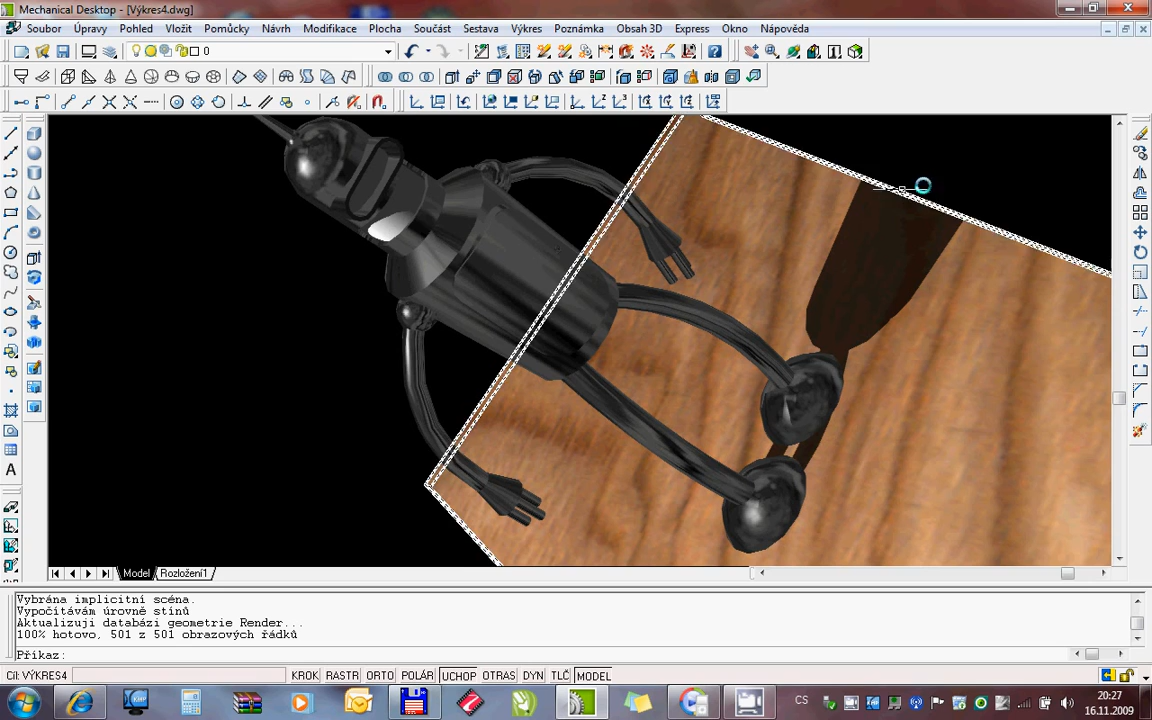 Mechanical Desktop - [Výkres4.dwg]
Soubor Úpravy Pohled Vložit Pomůcky Návrh Modifikace Plocha Součást Sestava Výkres Poznámka Obsah 3D Express Okno Nápověda
0
A
Model Rozložení1
Vybrána implicitní scéna.
Vypočítávám úrovně stínů
Aktualizuji databázi geometrie Render...
100% hotovo, 501 z 501 obrazových řádků
Příkaz:
Cíl: VÝKRES4 KROK RASTR ORTO POLÁR UCHOP OTRAS DYN TLČ MODEL
CS
20:27
16.11.2009